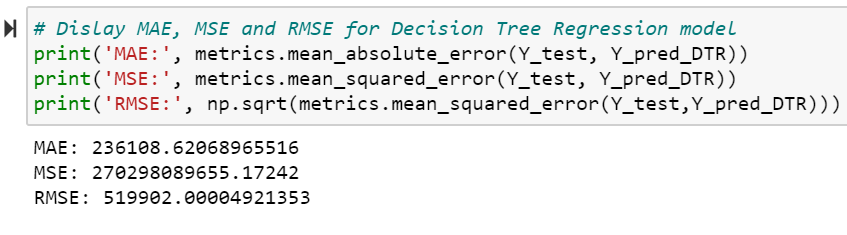 # Dislay MAE, MSE and RMSE for Decision Tree Regression model
print('MAE:', metrics.mean_absolute_error(Y_test, Y_pred_DTR))
print('MSE:', metrics.mean_squared_error(Y_test, Y_pred_DTR))
print('RMSE:', np.sqrt(metrics.mean_squared_error(Y_test,Y_pred_DTR)))
MAE: 236108.62068965516
MSE: 270298089655.17242
RMSE: 519902.00004921353